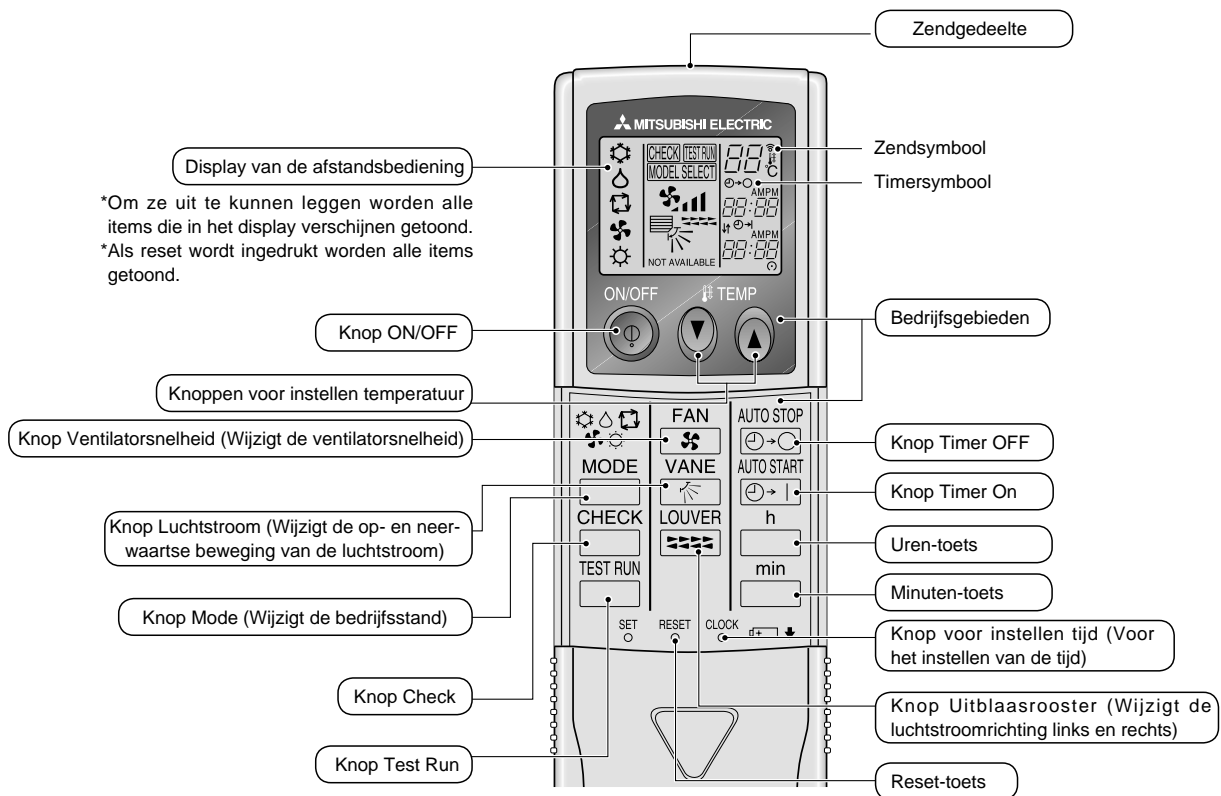 Zendgedeelte
MITSUBISHI ELECTRIC
CHECK TEST RUN
MODEL SELECT
88
°C
AMPM
88:88
AMPM
88:88
NOT AVAILABLE
Zendsymbool
Timersymbool
Display van de afstandsbediening
*Om ze uit te kunnen leggen worden alle
items die in het display verschijnen getoond.
*Als reset wordt ingedrukt worden alle items
getoond.
ON/OFF
TEMP
Knop ON/OFF
Bedrijfsgebieden
Knoppen voor instellen temperatuur
Knop Ventilatorsnelheid (Wijzigt de ventilatorsnelheid)
FAN
AUTO STOP
Knop Timer OFF
MODE
VANE
AUTO START
Knop Timer On
Knop Luchtstroom (Wijzigt de op- en neer-
waartse beweging van de luchtstroom)
CHECK
LOUVER
h
Uren-toets
TEST RUN
min
Minuten-toets
Knop Mode (Wijzigt de bedrijfsstand)
SET
RESET
CLOCK
Knop voor instellen tijd (Voor
het instellen van de tijd)
Knop Check
Knop Uitblaasrooster (Wijzigt de
luchtstroomrichting links en rechts)
Knop Test Run
Reset-toets